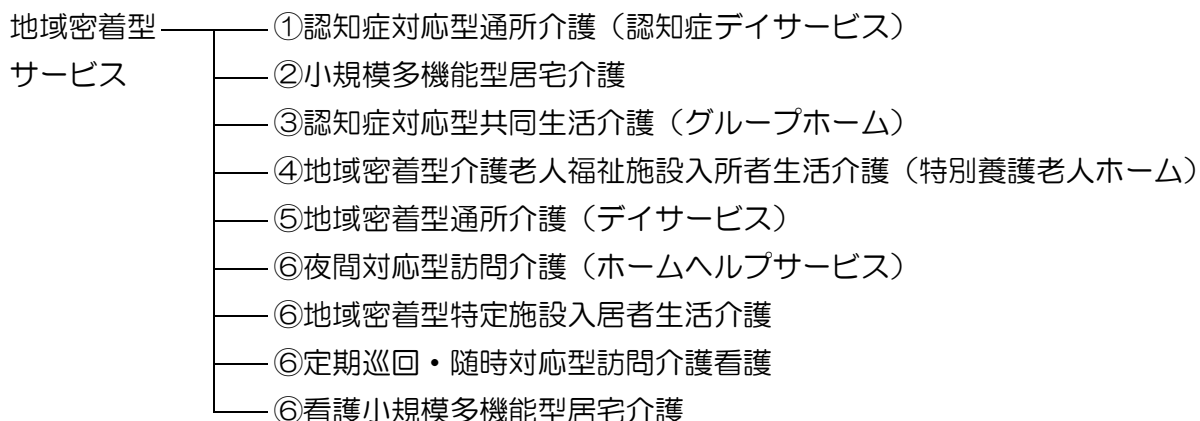 地域密着型 ①認知症対応型通所介護（認知症デイサービス）
サービス ②小規模多機能型居宅介護
③認知症対応型共同生活介護（グループホーム）
④地域密着型介護老人福祉施設入所者生活介護（特別養護老人ホーム）
⑤地域密着型通所介護（デイサービス）
⑥夜間対応型訪問介護（ホームヘルプサービス）
⑥地域密着型特定施設入居者生活介護
⑥定期巡回・随時対応型訪問介護看護
⑥看護小規模多機能型居宅介護